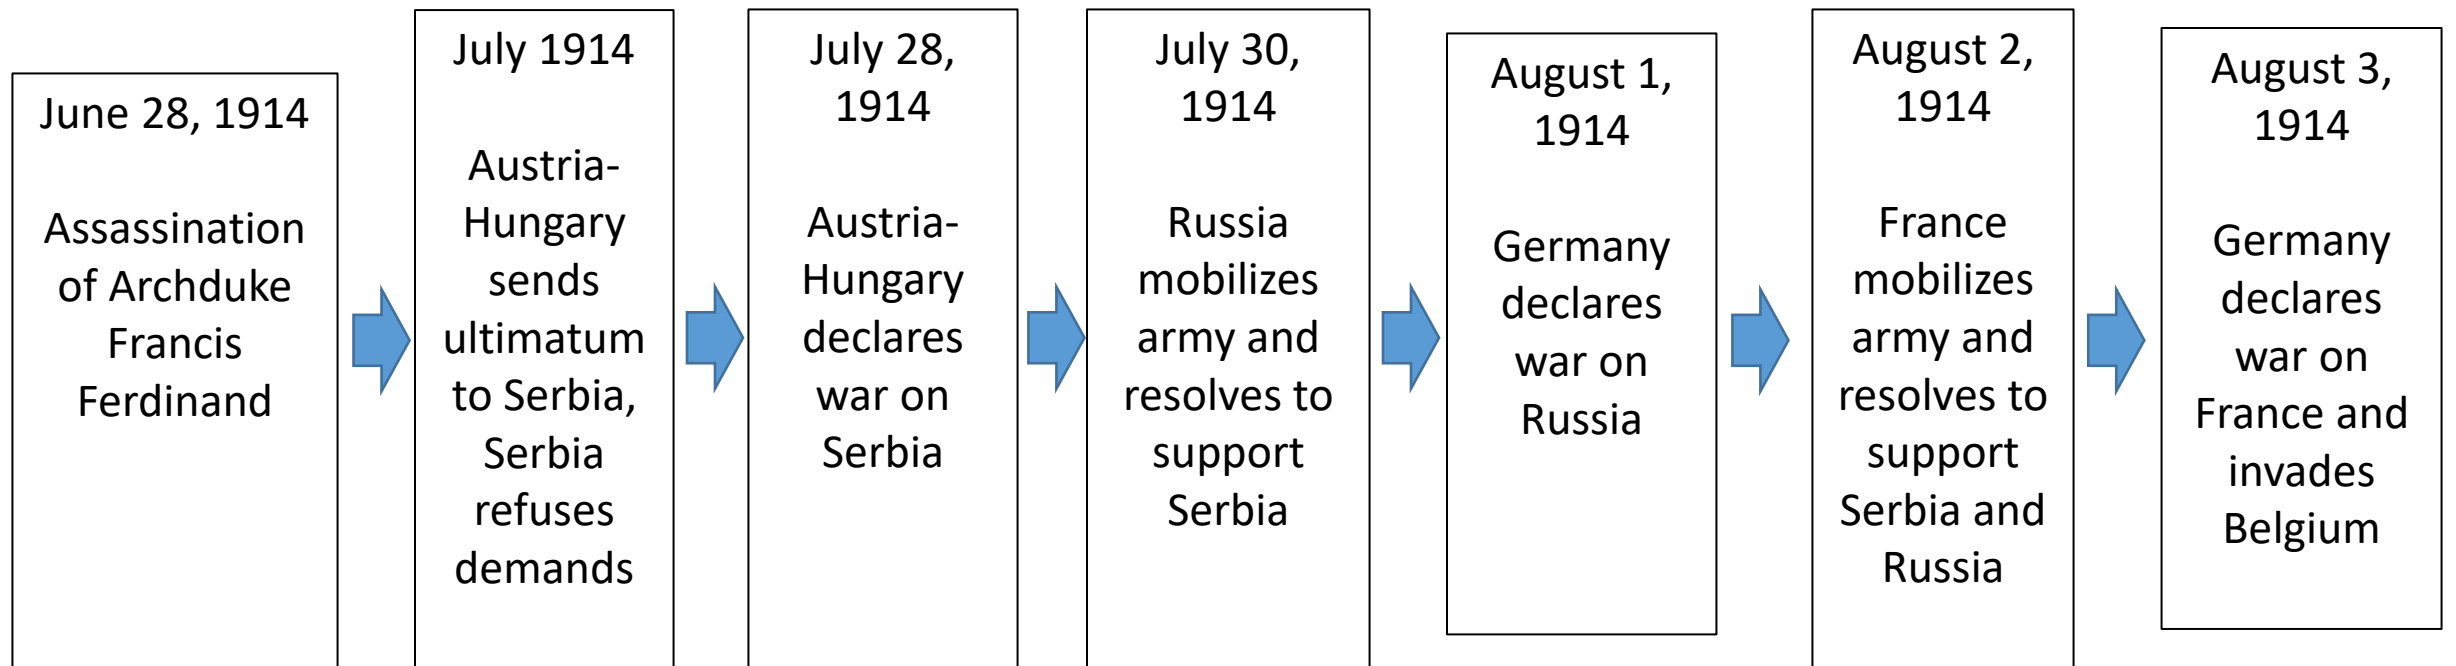 June 28, 1914
Assassination
of Archduke
Francis
Ferdinand
July 1914
Austria-
Hungary
sends
ultimatum
to Serbia,
Serbia
refuses
demands
July 28,
1914
Austria-
Hungary
declares
war on
Serbia
July 30,
1914
Russia
mobilizes
army and
resolves to
support
Serbia
August 1,
1914
Germany
declares
war on
Russia
August 2,
1914
France
mobilizes
army and
resolves to
support
Serbia and
Russia
August 3,
1914
Germany
declares
war on
France and
invades
Belgium